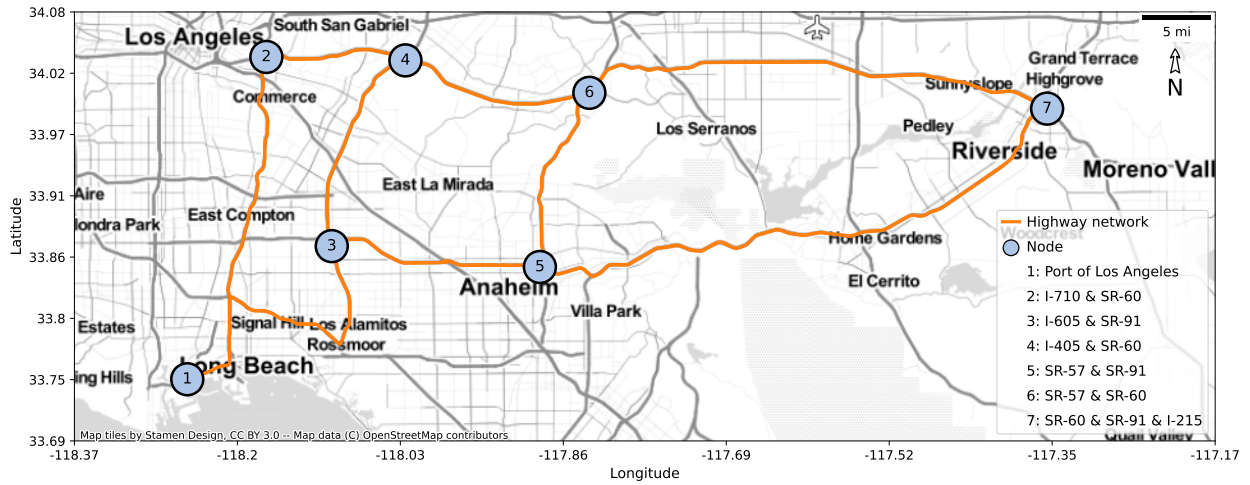 34.08
34.02
33.97
33.91
33.86
33.8
33.75
33.69
Latitude
-118.37
-118.2
-118.03
-117.86
-117.69
-117.52
-117.35
-117.17
Longitude
South San Gabriel
Los Angeles
2
4
Commerce
6
5 mi
N
Grand Terrace
Highgrove
Sunnyslope
7
Los Serranos
Pedley
Riverside
Moreno Vall
Aire
East La Mirada
iondra Park
East Compton
3
Home Gardens
5
Anaheim
El Cerrito
Villa Park
Estates
Signal Hill
Los Alamitos
Rossmoor
ing Hills
1
Long Beach
Woodcrest
Quail Valley
Highway network
Node
1: Port of Los Angeles
2: I-710 & SR-60
3: I-605 & SR-91
4: I-405 & SR-60
5: SR-57 & SR-91
6: SR-57 & SR-60
7: SR-60 & SR-91 & I-215
Map tiles by Stamen Design, CC BY 3.0 -- Map data (C) OpenStreetMap contributors